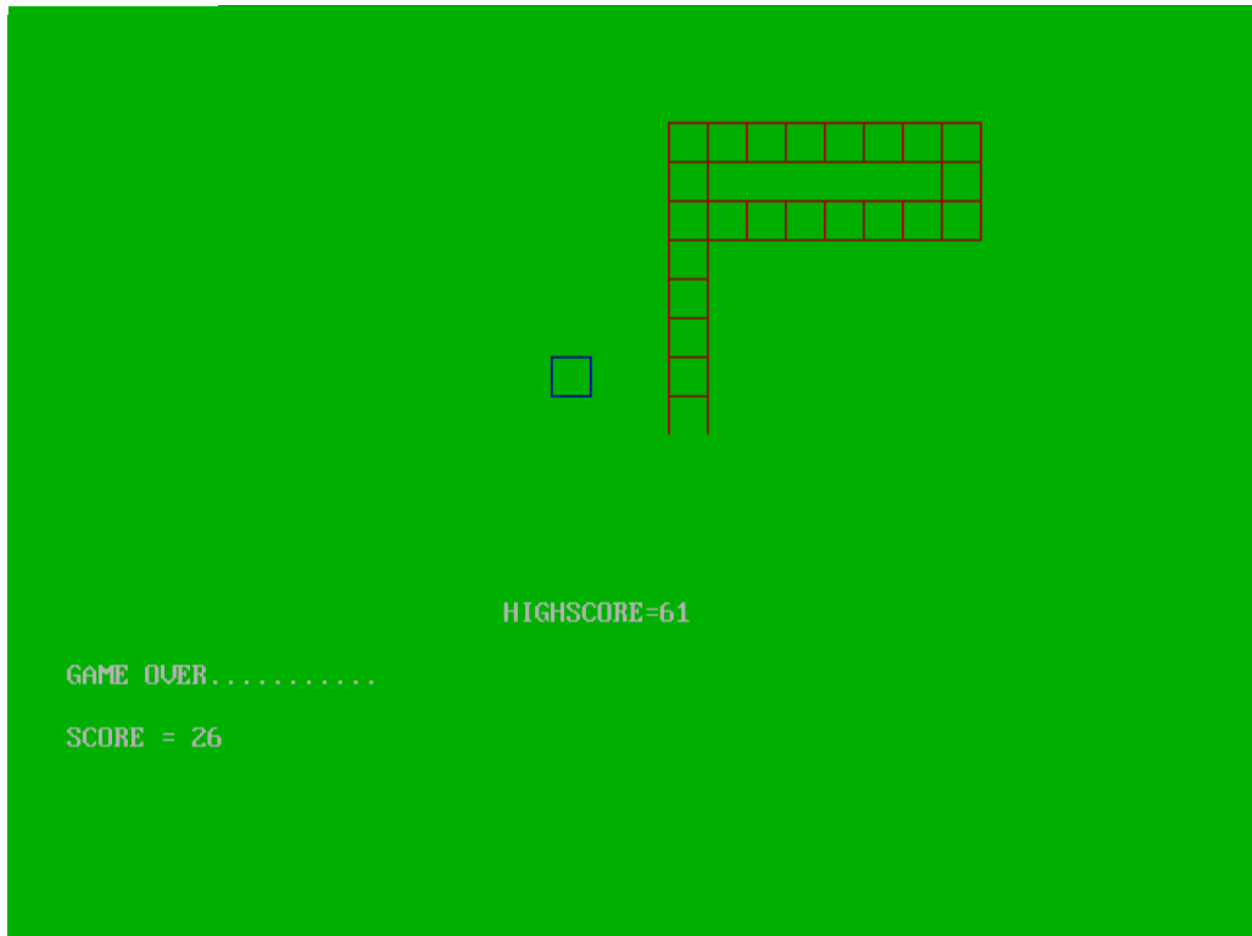 HIGHSCORE=61
GAME OVER...........
SCORE = 26